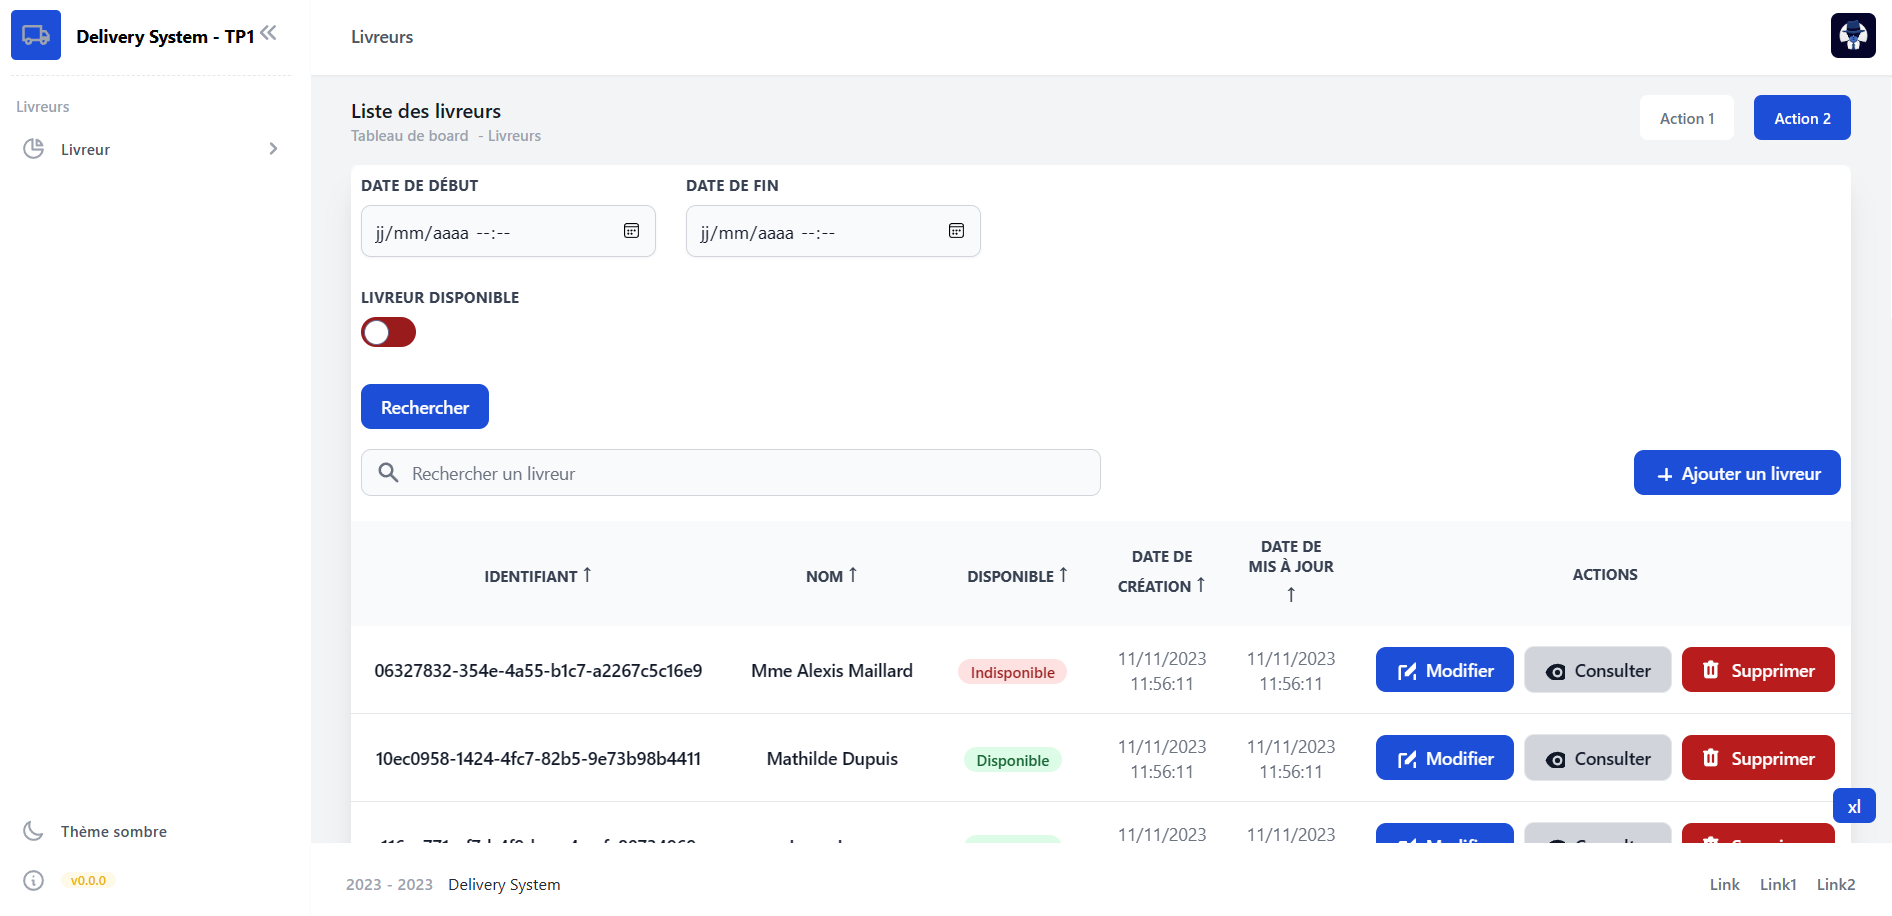 Delivery System - TP1
Livreurs
Livreurs
Livreur
Liste des livreurs
Tableau de board - Livreurs
Action 1
Action 2
DATE DE DÉBUT
DATE DE FIN
jj/mm/aaaa --:--
jj/mm/aaaa --:--
LIVREUR DISPONIBLE
Rechercher
Rechercher un livreur
+ Ajouter un livreur
IDENTIFIANT ↑
NOM ↑
DISPONIBLE ↑
DATE DE
CRÉATION ↑
DATE DE
MIS À JOUR
↑
ACTIONS
06327832-354e-4a55-b1c7-a2267c5c16e9
Mme Alexis Maillard
Indisponible
11/11/2023
11:56:11
11/11/2023
11:56:11
Modifier
Consulter
Supprimer
10ec0958-1424-4fc7-82b5-9e73b98b4411
Mathilde Dupuis
Disponible
11/11/2023
11:56:11
11/11/2023
11:56:11
Modifier
Consulter
Supprimer
11/11/2023
11/11/2023
xl
Thème sombre
v0.0.0
2023 - 2023 Delivery System
Link
Link1
Link2